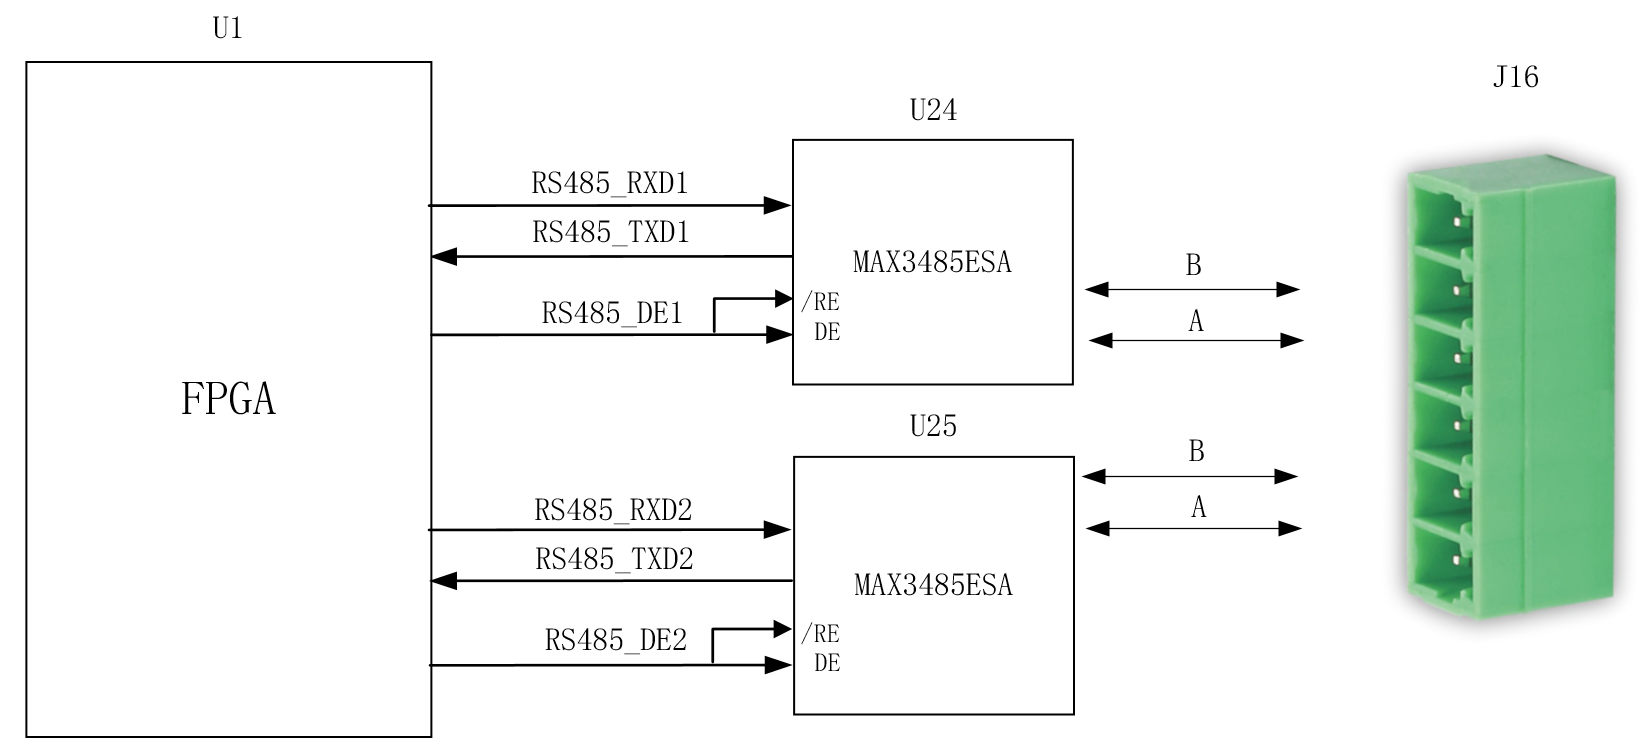 U1
J16
U24
RS485_RXD1
RS485_TXD1
MAX3485ESA
B
/RE
RS485_DE1
A
DE
FPGA
U25
B
RS485_RXD2
A
RS485_TXD2
MAX3485ESA
/RE
RS485_DE2
DE